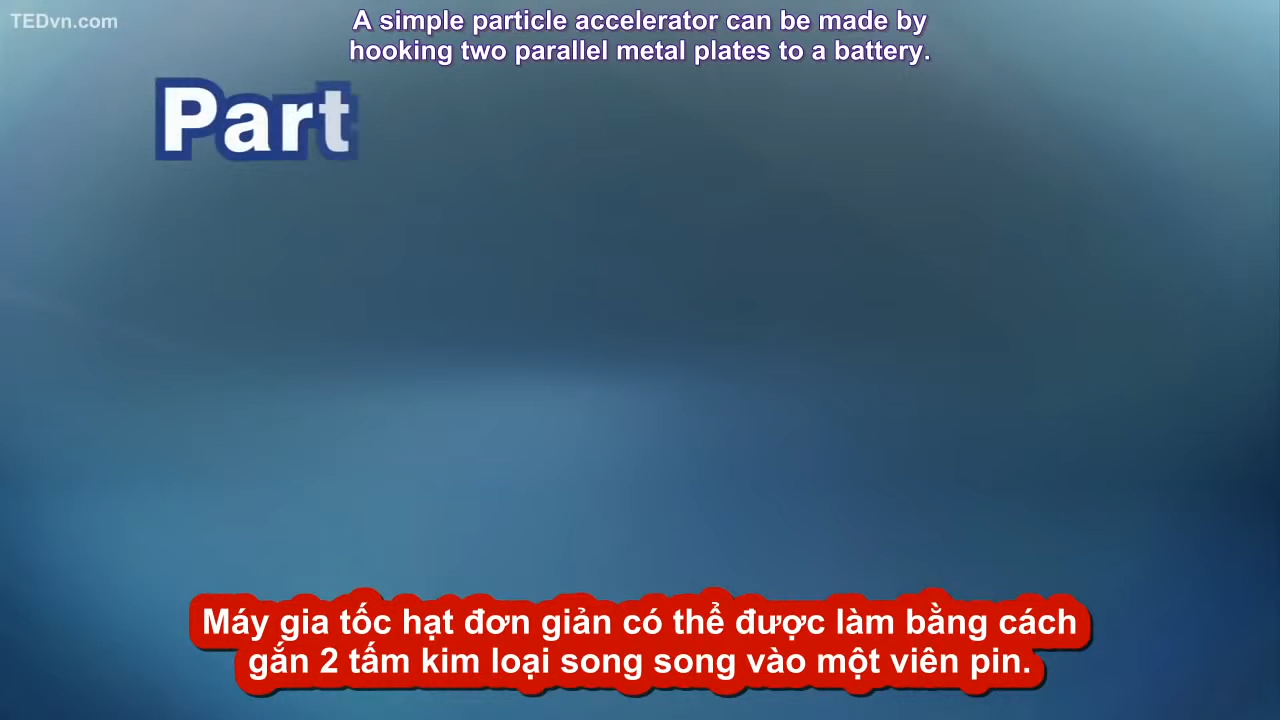 TEDvn.com
A simple particle accelerator can be made by
hooking two parallel metal plates to a battery.
Part
Máy gia tốc hạt đơn giản có thể được làm bằng cách
gắn 2 tấm kim loại song song vào một viên pin.